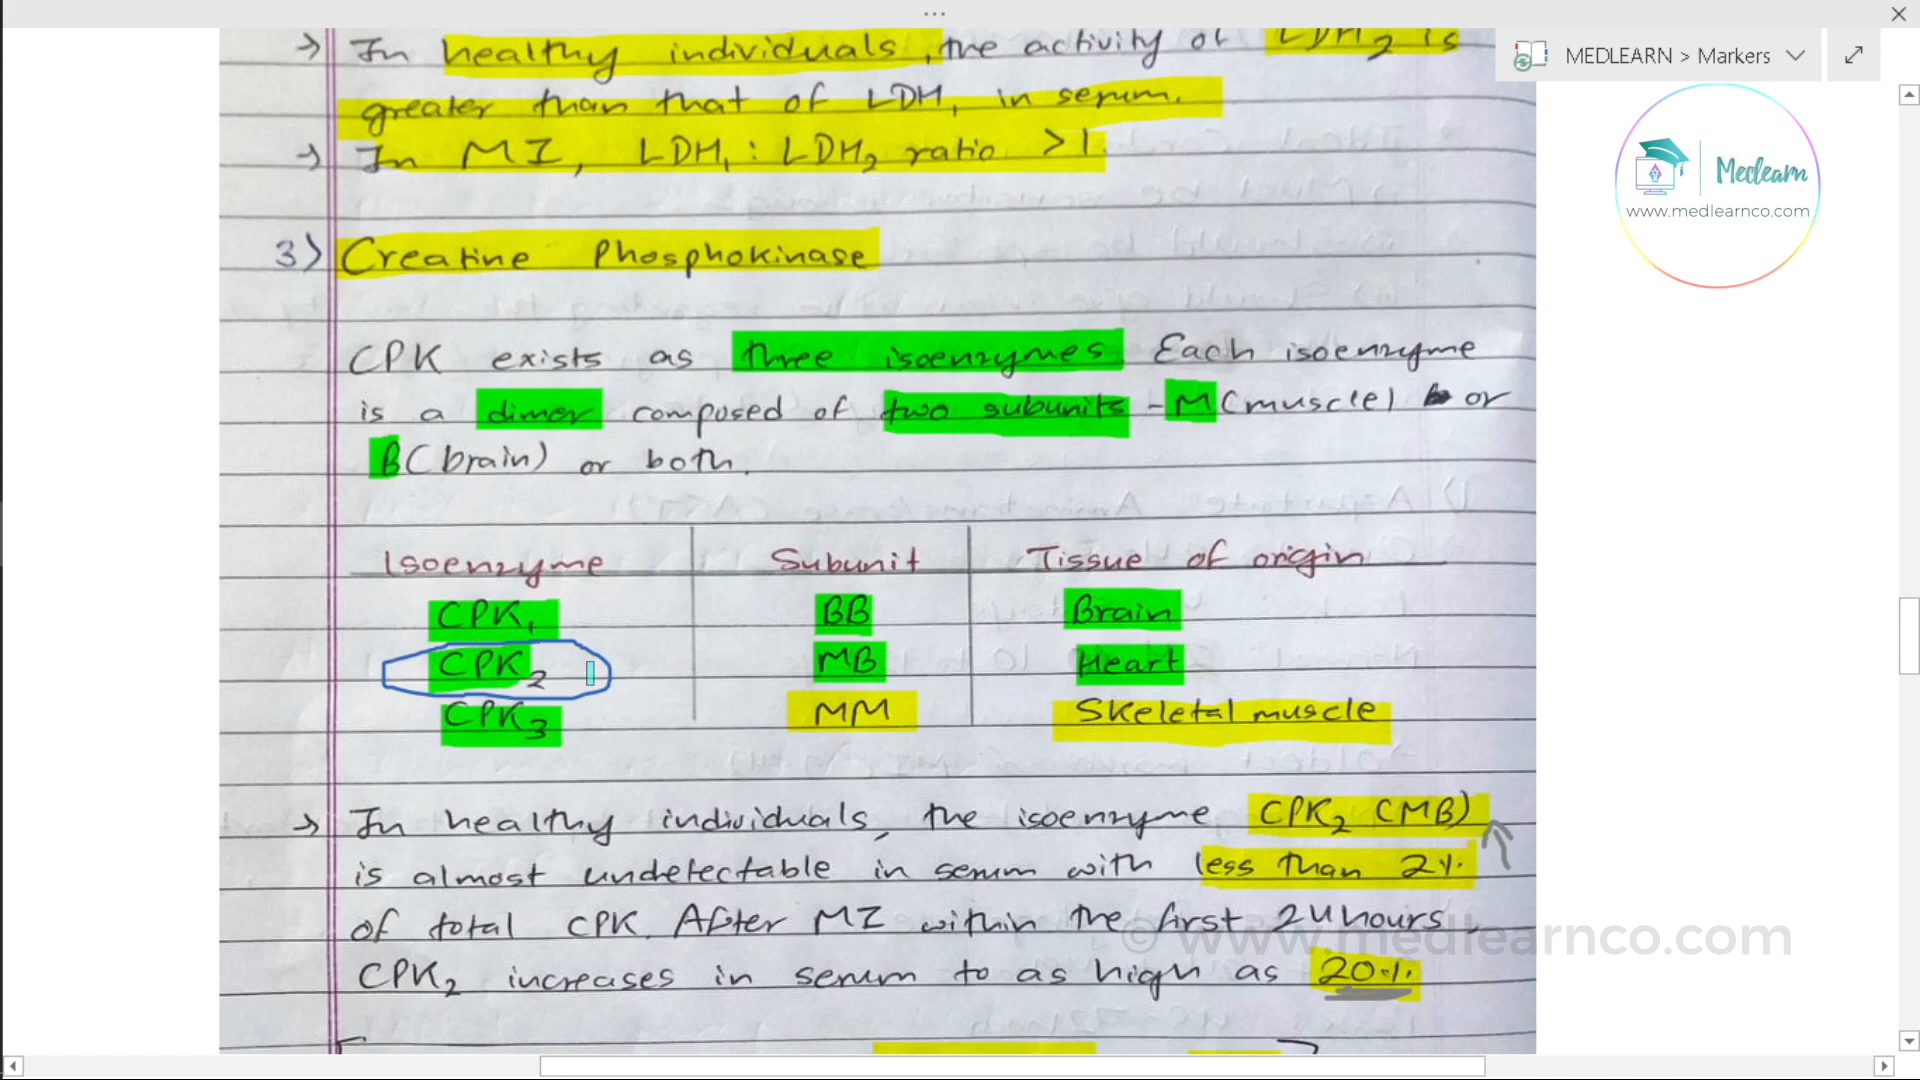 MEDLEARN > Markers
→ In healthy individuals, the activity of LDH₂ is
greater than that of LDH₁ in serum.
→ In MI, LDH₁ : LDH₂ ratio >1.
Medlearn
www.medlearnco.com
3) Creatine Phosphokinase
CPK exists as three isoenzymes. Each isoenzyme
is a dimer composed of two subunits - M (muscle) or
B (brain) or both.
Isoenzyme Subunit Tissue of origin
CPK₁ BB Brain
CPK₂ MB Heart
CPK₃ MM Skeletal muscle
→ In healthy individuals, the isoenzyme CPK₂ (MB)
is almost undetectable in serum with less than 2%
of total CPK. After MI within the first 24 hours,
© www.medlearnco.com
CPK₂ increases in serum to as high as 20%.